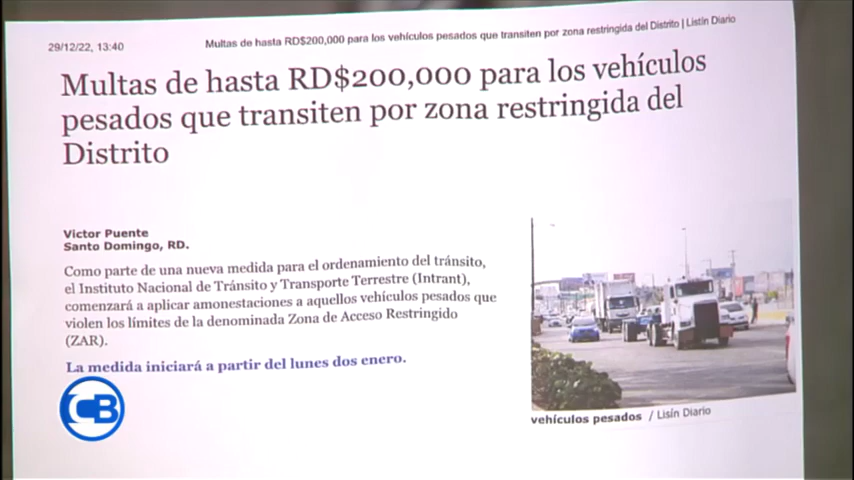 29/12/22, 13:40
Multas de hasta RD$200,000 para los vehículos pesados que transiten por zona restringida del Distrito | Listín Diario
Multas de hasta RD$200,000 para los vehículos
pesados que transiten por zona restringida del
Distrito
Victor Puente
Santo Domingo, RD.
Como parte de una nueva medida para el ordenamiento del tránsito,
el Instituto Nacional de Tránsito y Transporte Terrestre (Intrant),
comenzará a aplicar amonestaciones a aquellos vehículos pesados que
violen los límites de la denominada Zona de Acceso Restringido
(ZAR).
La medida iniciará a partir del lunes dos enero.
vehículos pesados / Lisín Diario
CB